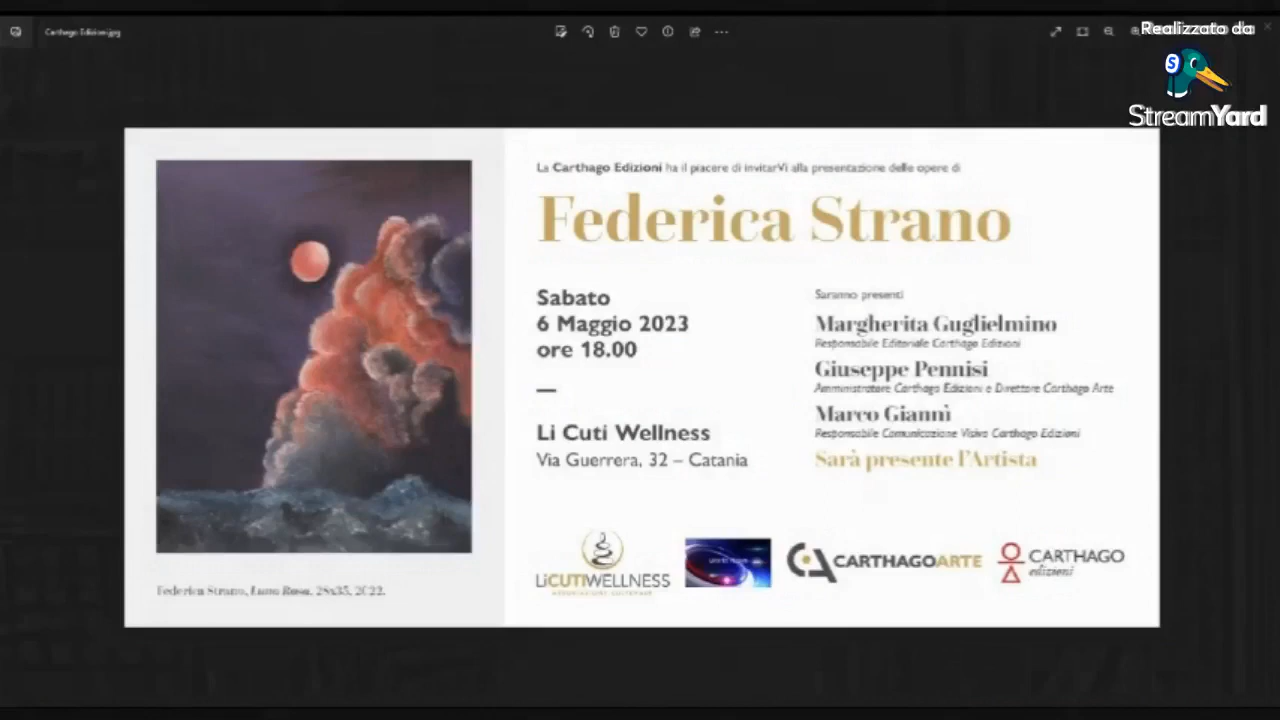 Carthago Edizioni.jpg
Realizzato da
StreamYard
La Carthago Edizioni ha il piacere di invitarVi alla presentazione delle opere di
Federica Strano
Sabato
6 Maggio 2023
ore 18.00
Li Cuti Wellness
Via Guerrera, 32 – Catania
Saranno presenti
Margherita Guglielmino
Responsabile Editoriale Carthago Edizioni
Giuseppe Pennisi
Amministratore Carthago Edizioni e Direttore Carthago Arte
Marco Giannì
Responsabile Comunicazione Visiva Carthago Edizioni
Sarà presente l'Artista
Federica Strano, Luna Rosa, 28x35, 2022.
LiCUTIWELLNESS
CARTHAGOARTE
CARTHAGO
edizioni